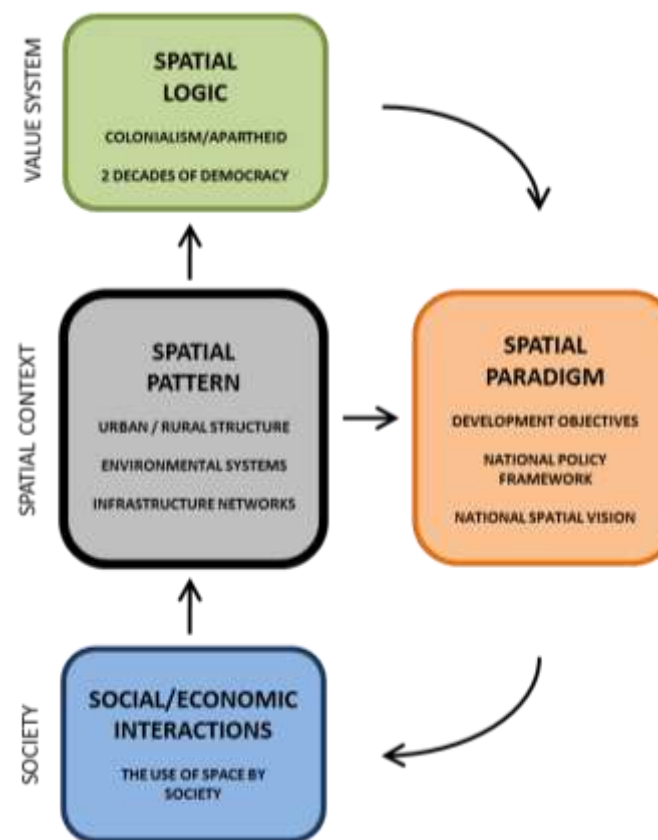 VALUE SYSTEM
SPATIAL
LOGIC
COLONIALISM/APARTHEID
2 DECADES OF DEMOCRACY
SPATIAL CONTEXT
SPATIAL
PATTERN
URBAN / RURAL STRUCTURE
ENVIRONMENTAL SYSTEMS
INFRASTRUCTURE NETWORKS
SPATIAL
PARADIGM
DEVELOPMENT OBJECTIVES
NATIONAL POLICY
FRAMEWORK
NATIONAL SPATIAL VISION
SOCIETY
SOCIAL/ECONOMIC
INTERACTIONS
THE USE OF SPACE BY
SOCIETY